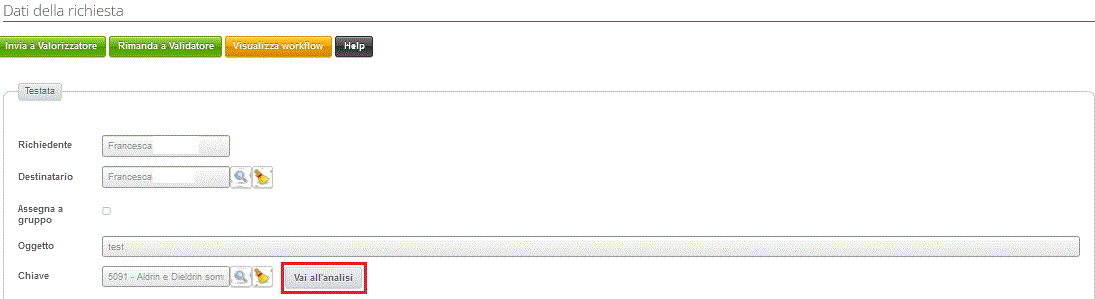 Dati della richiesta
Invia a Valorizzatore Rimanda a Validatore Visualizza workflow Help
Testata
Richiedente Francesca
Destinatario Francesca
Assegna a
gruppo
Oggetto test
Chiave 5091 - Aldrin e Dieldrin som Vai all'analisi